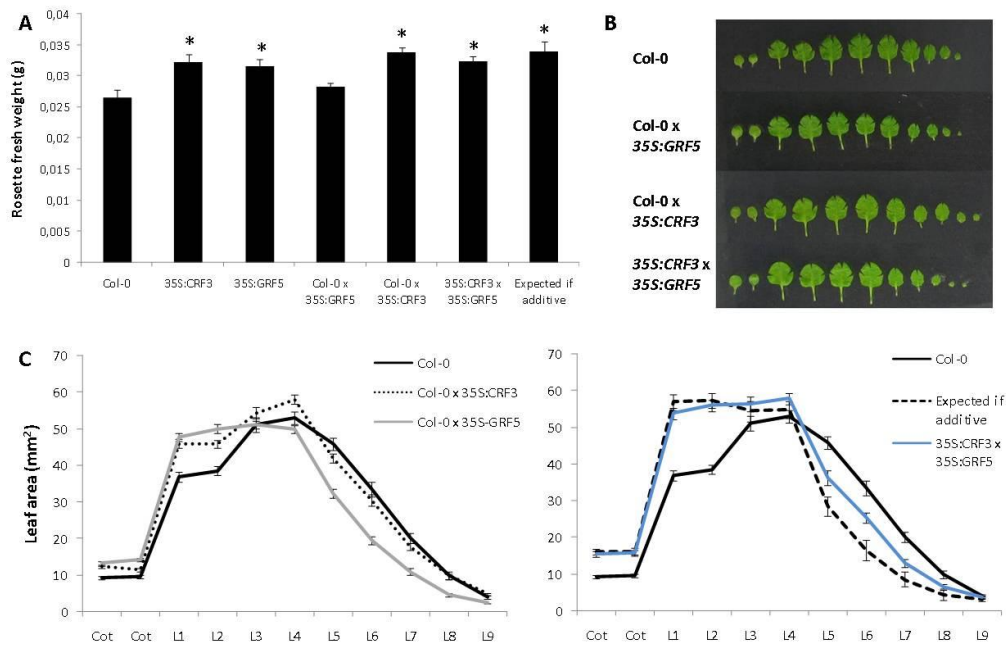 A
Rosette fresh weight (g)
0,04
0,035
0,03
0,025
0,02
0,015
0,01
0,005
0
* * * * *
Col-0
35S:CRF3
35S:GRF5
Col-0 x
35S:GRF5
Col-0 x
35S:CRF3
35S:CRF3 x
35S:GRF5
Expected if
additive
B
Col-0
Col-0 x
35S:GRF5
Col-0 x
35S:CRF3
35S:CRF3 x
35S:GRF5
C
Leaf area (mm²)
70
60
50
40
30
20
10
0
Cot Cot L1 L2 L3 L4 L5 L6 L7 L8 L9
Col-0
Col-0 x 35S:CRF3
Col-0 x 35S-GRF5
70
60
50
40
30
20
10
0
Cot Cot L1 L2 L3 L4 L5 L6 L7 L8 L9
Col-0
Expected if
additive
35S:CRF3 x
35S:GRF5